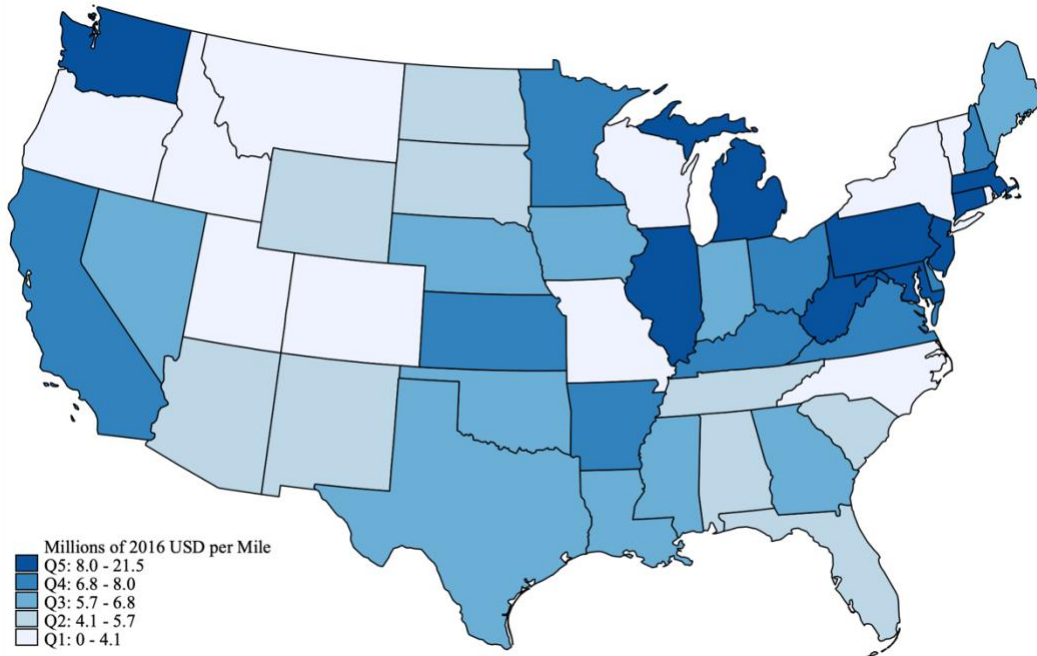 Millions of 2016 USD per Mile
Q5: 8.0 - 21.5
Q4: 6.8 - 8.0
Q3: 5.7 - 6.8
Q2: 4.1 - 5.7
Q1: 0 - 4.1